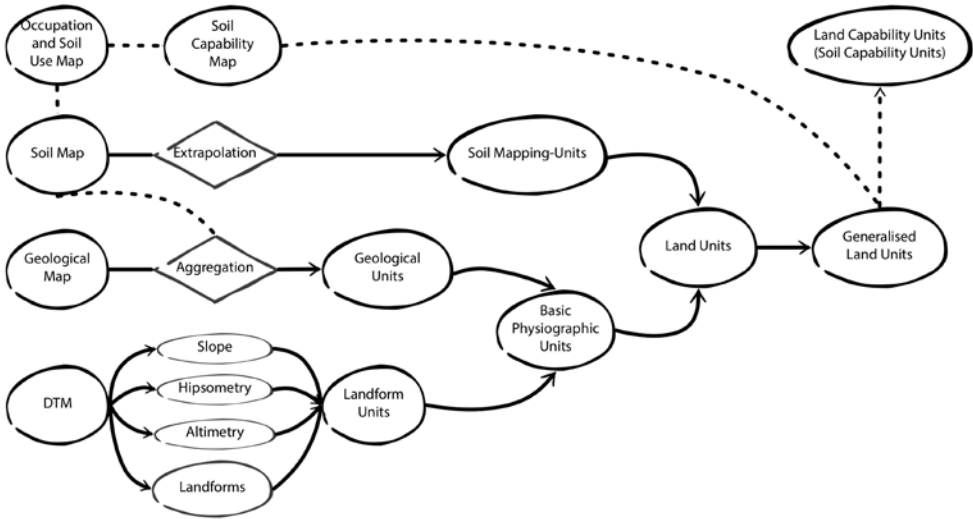 Occupation
and Soil
Use Map
Soil
Capability
Map
Land Capability Units
(Soil Capability Units)
Soil Map
Extrapolation
Soil Mapping-Units
Geological
Map
Aggregation
Geological
Units
Land Units
Generalised
Land Units
Basic
Physiographic
Units
DTM
Slope
Hipsometry
Altimetry
Landforms
Landform
Units